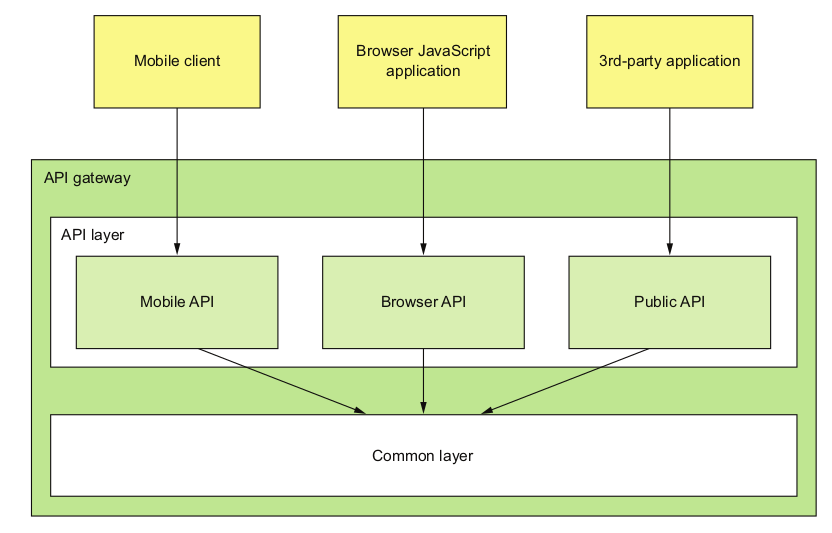 Mobile client
Browser JavaScript
application
3rd-party application
API gateway
API layer
Mobile API
Browser API
Public API
Common layer